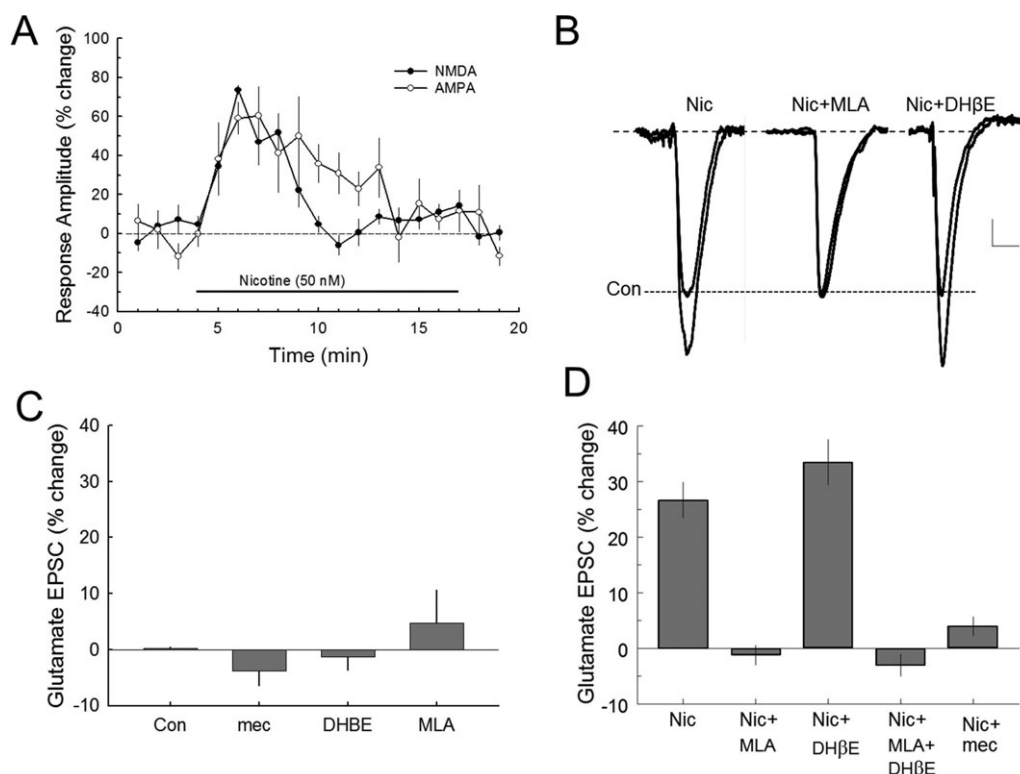 A
Response Amplitude (% change)
100
80
60
40
20
0
-20
-40
NMDA
AMPA
Nicotine (50 nM)
0 5 10 15 20
Time (min)
B
Nic Nic+MLA Nic+DHβE
Con
C
Glutamate EPSC (% change)
40
30
20
10
0
-10
Con mec DHBE MLA
D
Glutamate EPSC (% change)
40
30
20
10
0
-10
Nic Nic+ Nic+ Nic+ Nic+
MLA DHβE MLA+ mec
DHβE